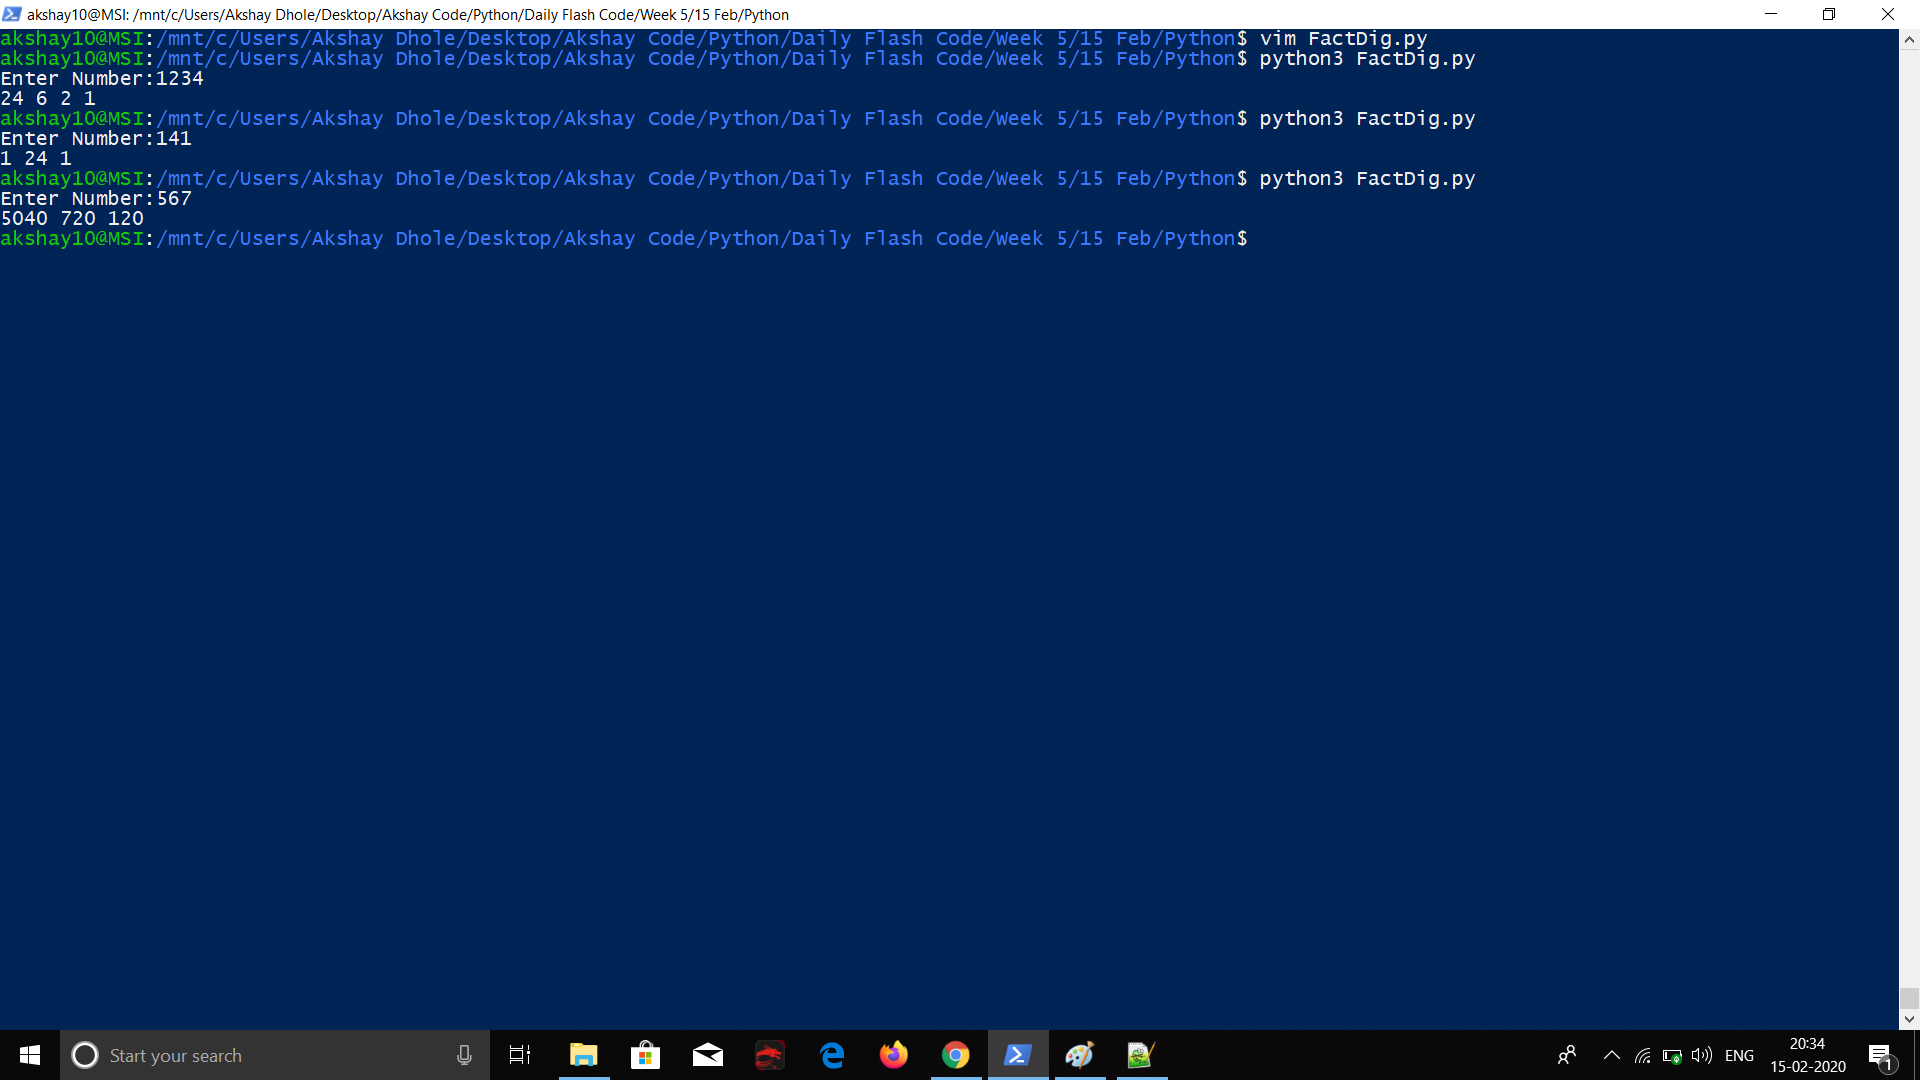 akshay10@MSI: /mnt/c/Users/Akshay Dhole/Desktop/Akshay Code/Python/Daily Flash Code/Week 5/15 Feb/Python
akshay10@MSI:/mnt/c/Users/Akshay Dhole/Desktop/Akshay Code/Python/Daily Flash Code/Week 5/15 Feb/Python$ vim FactDig.py
akshay10@MSI:/mnt/c/Users/Akshay Dhole/Desktop/Akshay Code/Python/Daily Flash Code/Week 5/15 Feb/Python$ python3 FactDig.py
Enter Number:1234
24 6 2 1
akshay10@MSI:/mnt/c/Users/Akshay Dhole/Desktop/Akshay Code/Python/Daily Flash Code/Week 5/15 Feb/Python$ python3 FactDig.py
Enter Number:141
1 24 1
akshay10@MSI:/mnt/c/Users/Akshay Dhole/Desktop/Akshay Code/Python/Daily Flash Code/Week 5/15 Feb/Python$ python3 FactDig.py
Enter Number:567
5040 720 120
akshay10@MSI:/mnt/c/Users/Akshay Dhole/Desktop/Akshay Code/Python/Daily Flash Code/Week 5/15 Feb/Python$
Start your search
ENG
20:34
15-02-2020
1